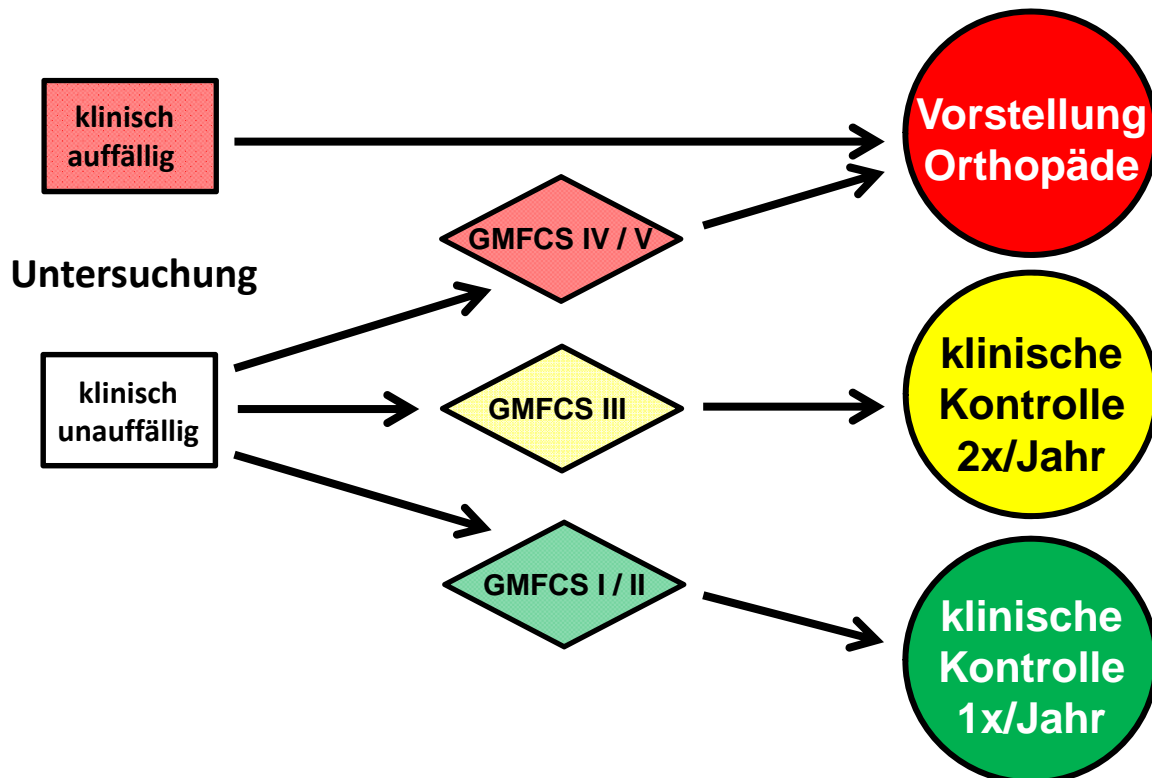 klinisch
auffällig
Vorstellung
Orthopäde
GMFCS IV / V
Untersuchung
klinisch
unauffällig
GMFCS III
klinische
Kontrolle
2x/Jahr
GMFCS I / II
klinische
Kontrolle
1x/Jahr